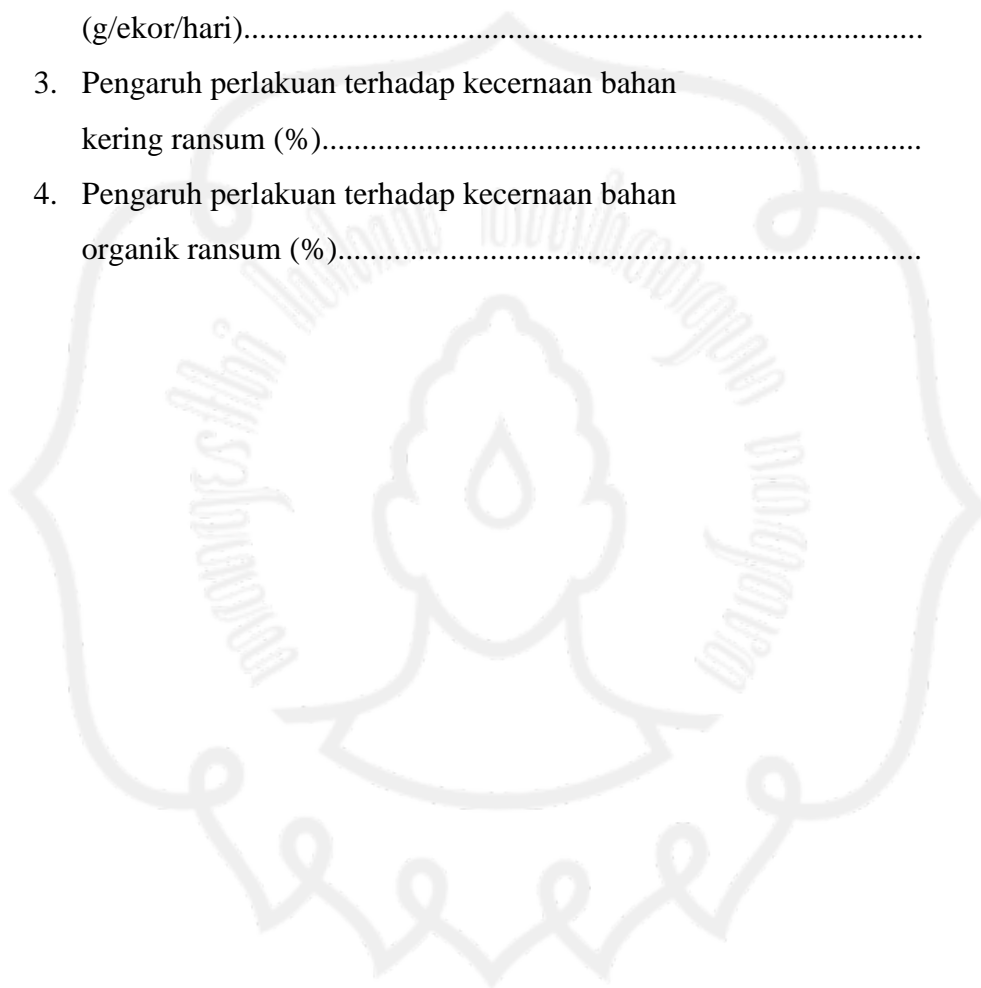 (g/ekor/hari).....................................................................................
3. Pengaruh perlakuan terhadap kecernaan bahan
kering ransum (%)...........................................................................
4. Pengaruh perlakuan terhadap kecernaan bahan
organik ransum (%).........................................................................